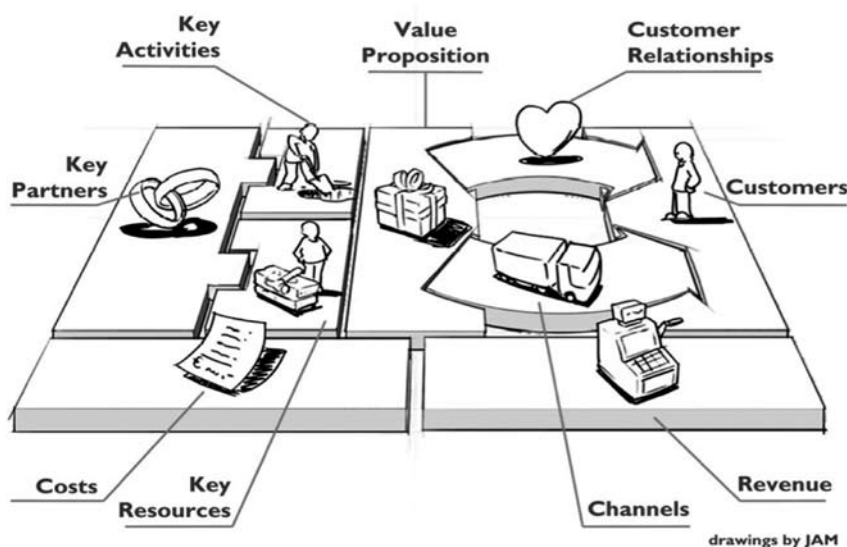 Key
Activities
Value
Proposition
Customer
Relationships
Key
Partners
Customers
Costs
Key
Resources
Channels
Revenue
drawings by JAM